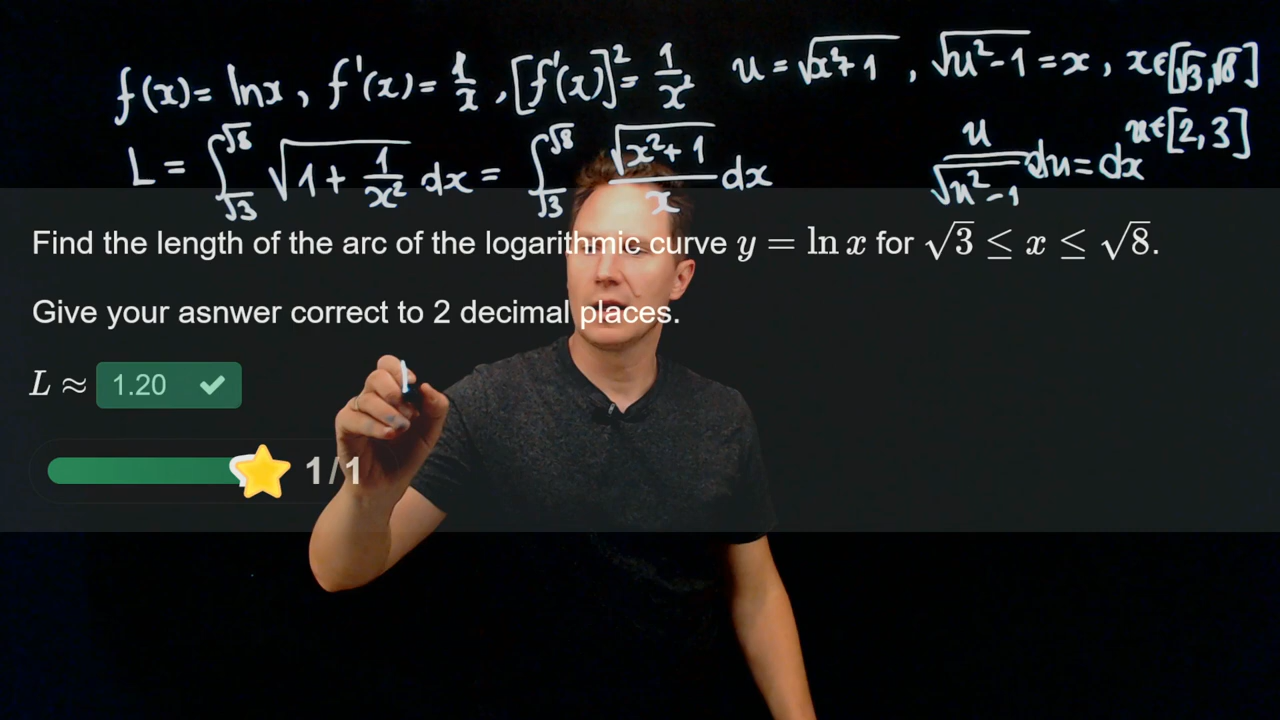 f(x) = ln x, f'(x) = 1/x, [f'(x)]² = 1/x² u = √(x²+1), √(u²-1) = x, x∈[√3,√8]
u∈[2,3]
L = ∫_√3^√8 √(1 + 1/x²) dx = ∫_√3^√8 √(x²+1)/x dx u/√(u²-1) du = dx
Find the length of the arc of the logarithmic curve y = ln x for √3 ≤ x ≤ √8.
Give your asnwer correct to 2 decimal places.
L ≈ 1.20 ✔
1/1